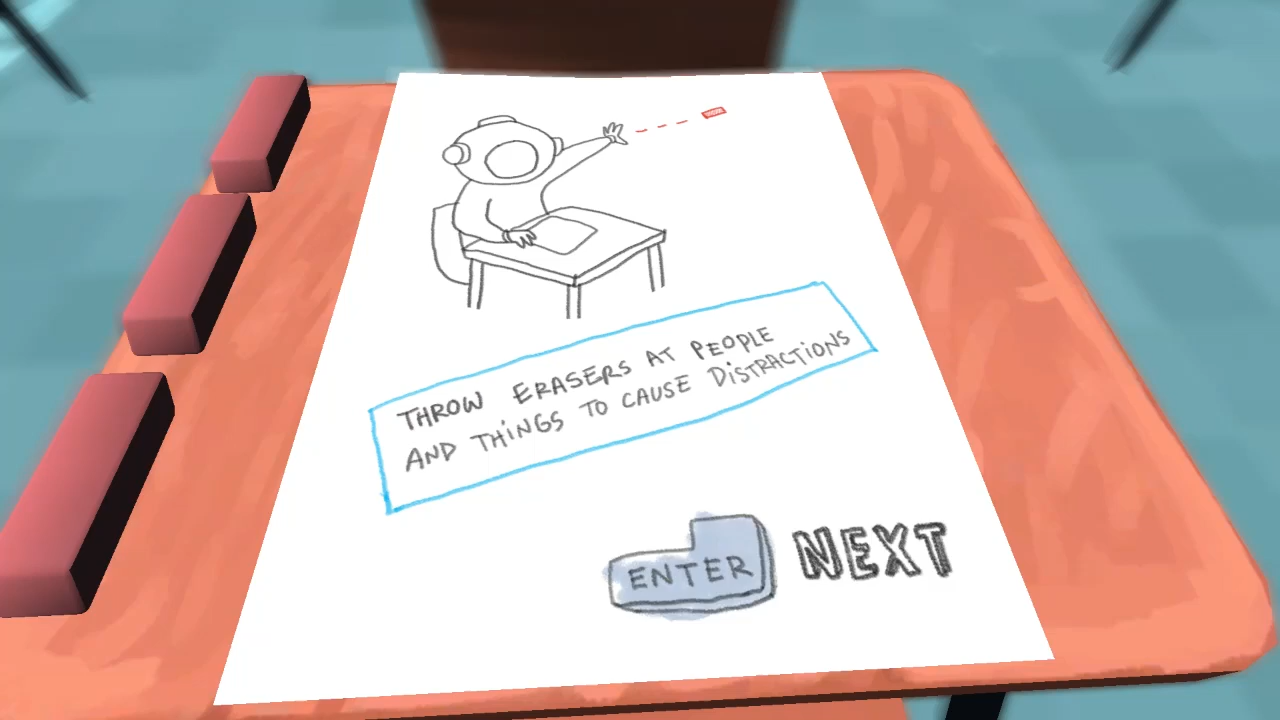 THROW ERASERS AT PEOPLE
AND THINGS TO CAUSE DISTRACTIONS
ENTER NEXT